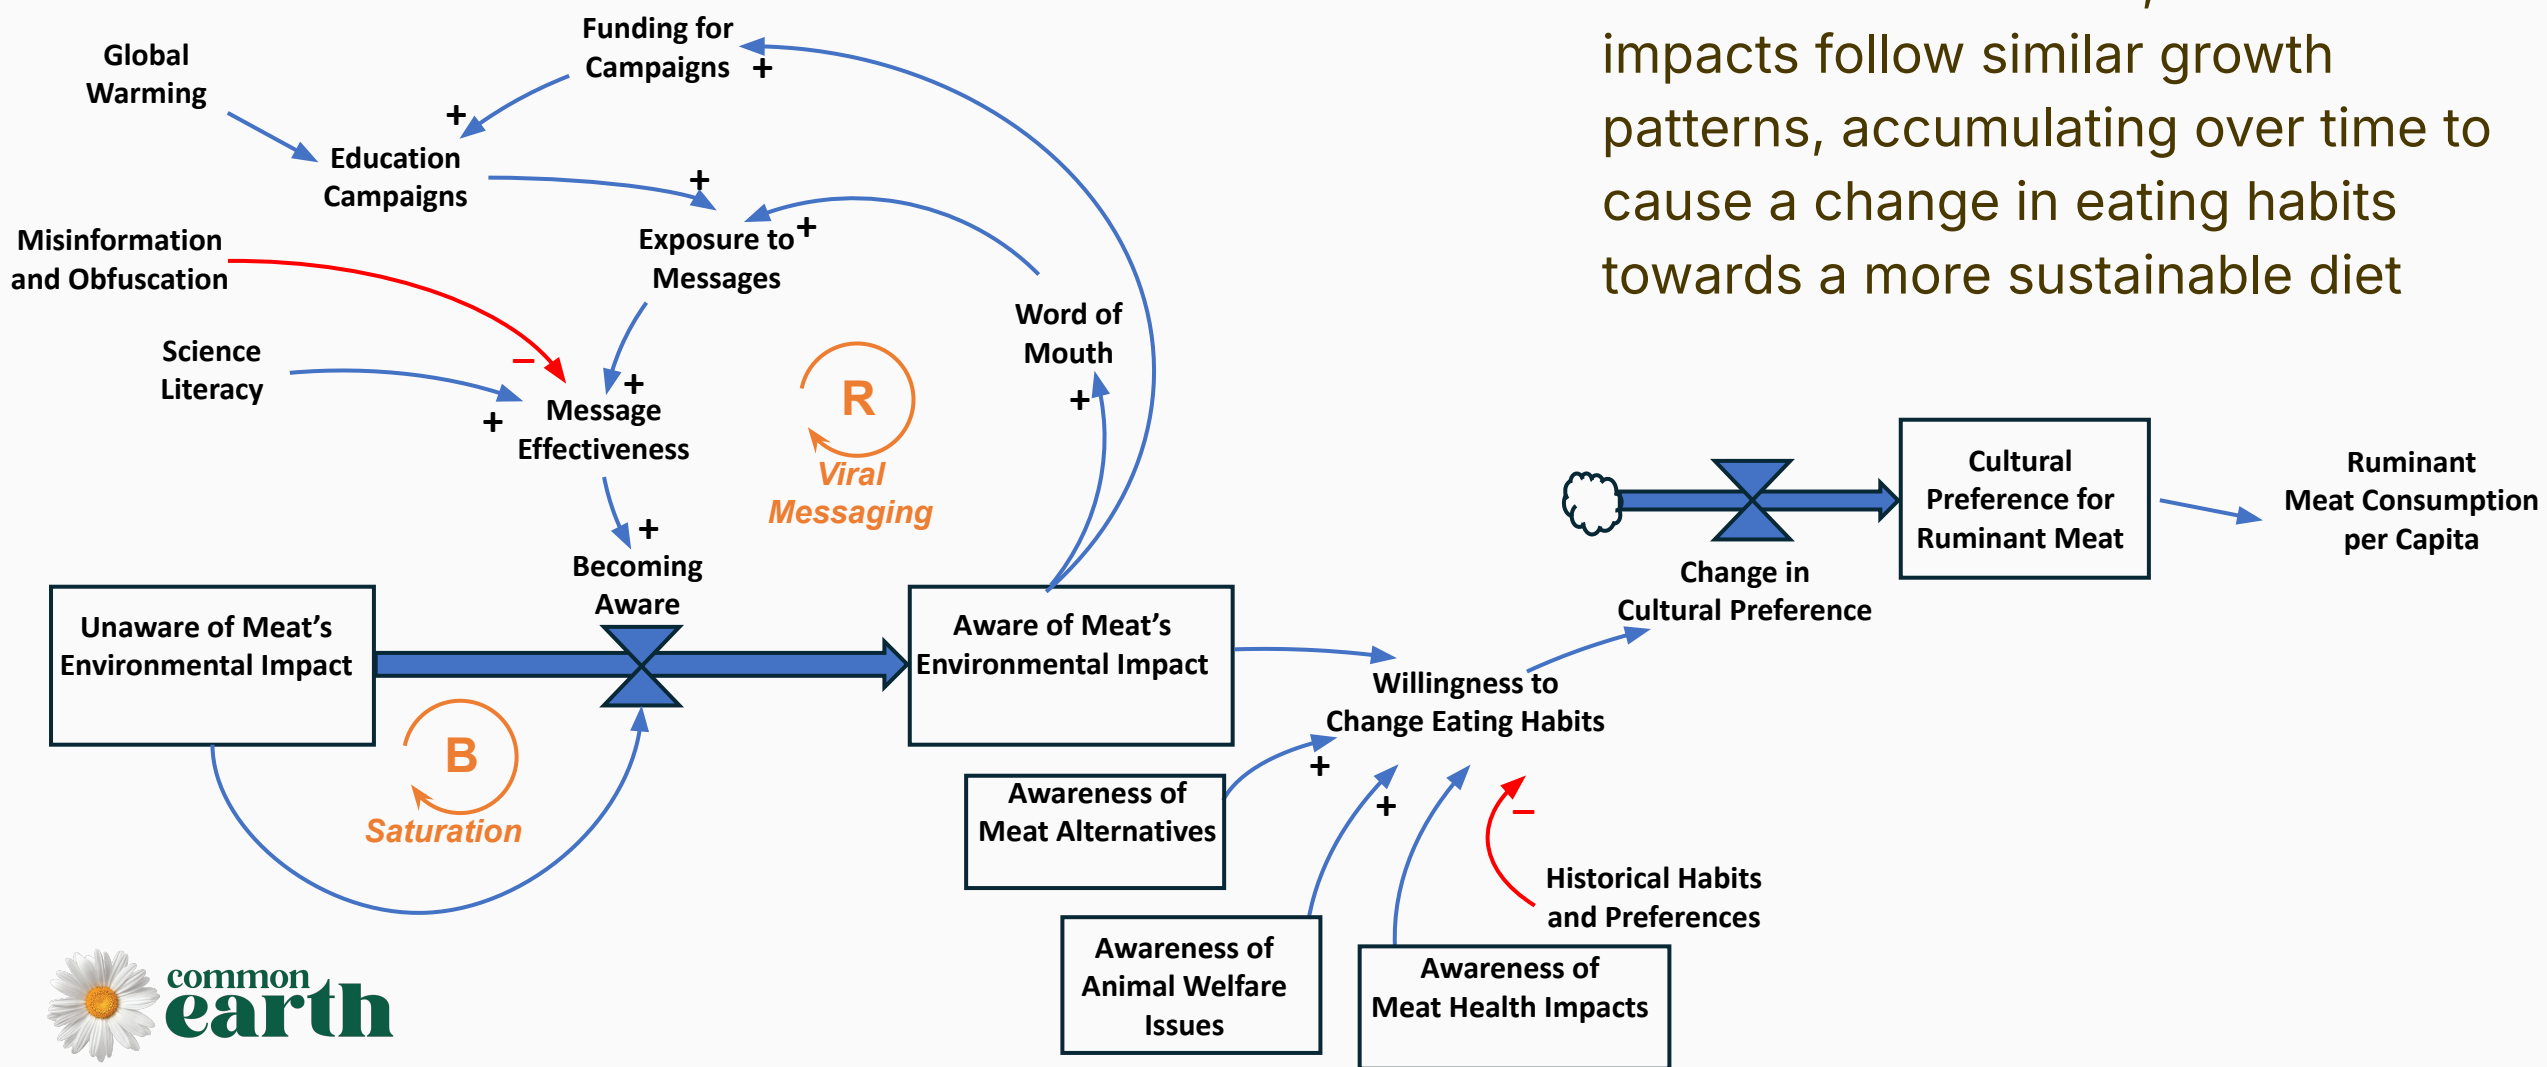 impacts follow similar growth
patterns, accumulating over time to
cause a change in eating habits
towards a more sustainable diet
Funding for
Campaigns
+
Global
Warming
+
Education
Campaigns
+
Misinformation
and Obfuscation
Exposure to
Messages
+
Word of
Mouth
+
Science
Literacy
–
+
+
Message
Effectiveness
R
Viral
Messaging
+
Becoming
Aware
Unaware of Meat’s
Environmental Impact
Aware of Meat’s
Environmental Impact
B
Saturation
Cultural
Preference for
Ruminant Meat
Ruminant
Meat Consumption
per Capita
Change in
Cultural Preference
Willingness to
Change Eating Habits
+
+
–
Awareness of
Meat Alternatives
Historical Habits
and Preferences
Awareness of
Animal Welfare
Issues
Awareness of
Meat Health Impacts
common
earth